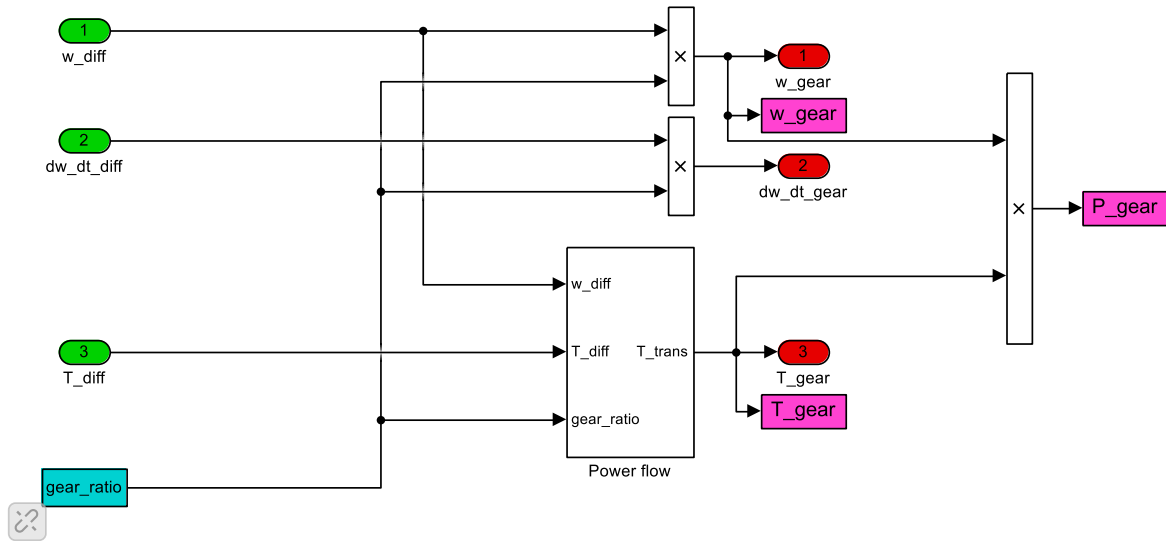 1
w_diff
×
1
w_gear
w_gear
2
dw_dt_diff
×
2
dw_dt_gear
×
P_gear
w_diff
3
T_diff
T_diff
T_trans
3
T_gear
T_gear
gear_ratio
Power flow
gear_ratio